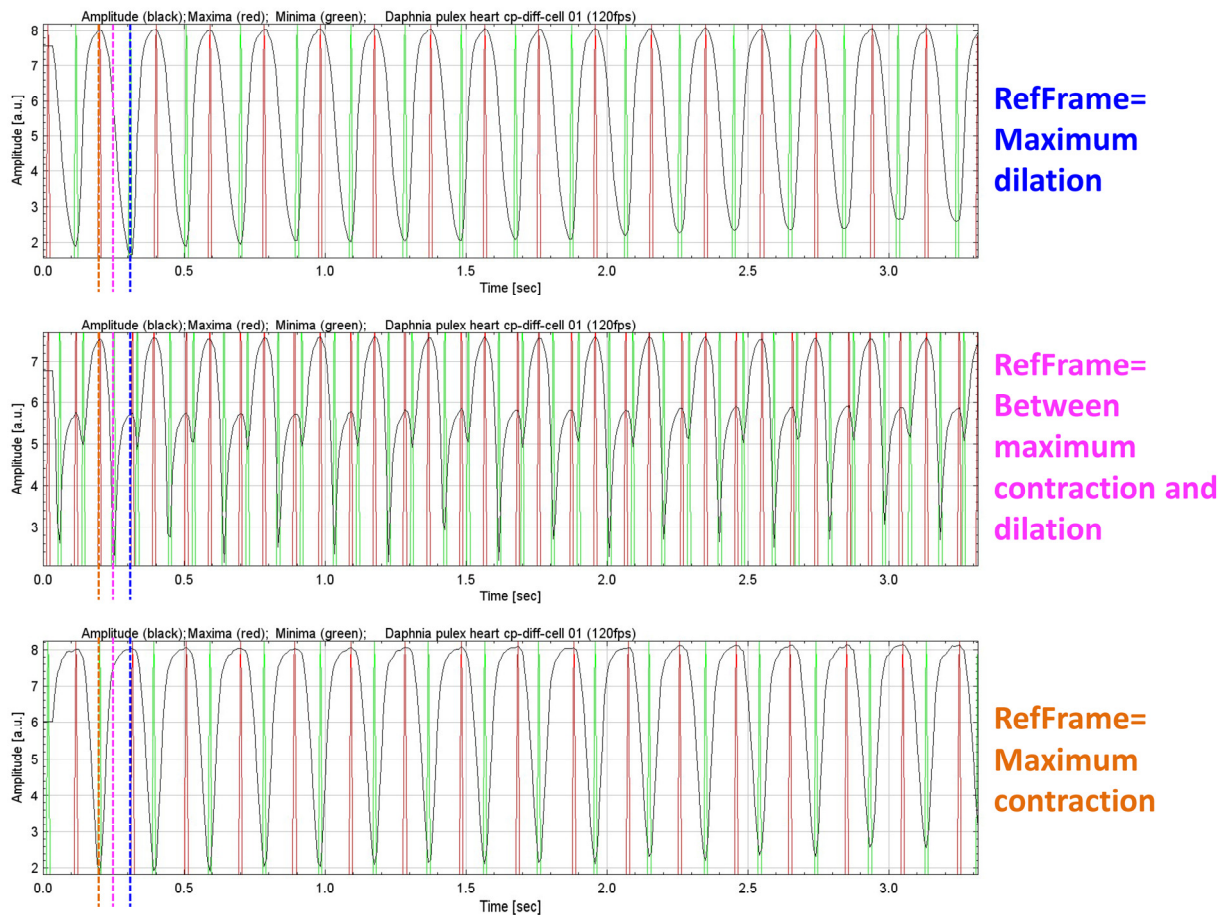 Amplitude (black); Maxima (red); Minima (green); Daphnia pulex heart cp-diff-cell 01 (120fps)
8
7
6
5
4
3
2
Amplitude [a.u.]
0.0 0.5 1.0 1.5 2.0 2.5 3.0
Time [sec]
RefFrame=
Maximum
dilation
Amplitude (black); Maxima (red); Minima (green); Daphnia pulex heart cp-diff-cell 01 (120fps)
7
6
5
4
3
Amplitude [a.u.]
0.0 0.5 1.0 1.5 2.0 2.5 3.0
Time [sec]
RefFrame=
Between
maximum
contraction and
dilation
Amplitude (black); Maxima (red); Minima (green); Daphnia pulex heart cp-diff-cell 01 (120fps)
8
7
6
5
4
3
2
Amplitude [a.u.]
0.0 0.5 1.0 1.5 2.0 2.5 3.0
Time [sec]
RefFrame=
Maximum
contraction